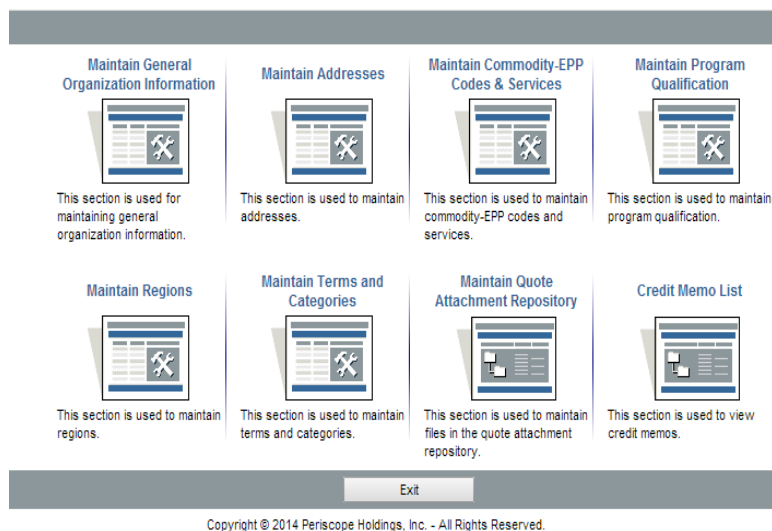 Maintain General
Organization Information
This section is used for
maintaining general
organization information.
Maintain Addresses
This section is used to maintain
addresses.
Maintain Commodity-EPP
Codes & Services
This section is used to maintain
commodity-EPP codes and
services.
Maintain Program
Qualification
This section is used to maintain
program qualification.
Maintain Regions
This section is used to maintain
regions.
Maintain Terms and
Categories
This section is used to maintain
terms and categories.
Maintain Quote
Attachment Repository
This section is used to maintain
files in the quote attachment
repository.
Credit Memo List
This section is used to view
credit memos.
Exit
Copyright © 2014 Periscope Holdings, Inc. - All Rights Reserved.